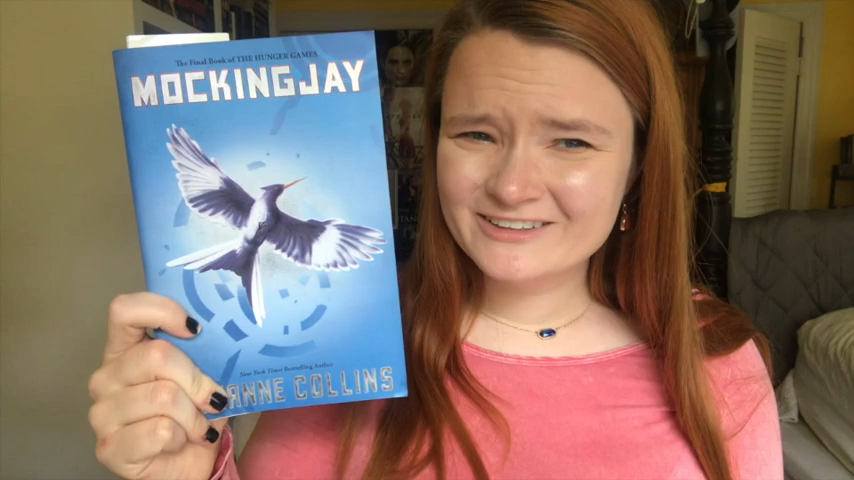 The Final Book of THE HUNGER GAMES
MOCKINGJAY
New York Times Bestselling Author
ANNE COLLINS